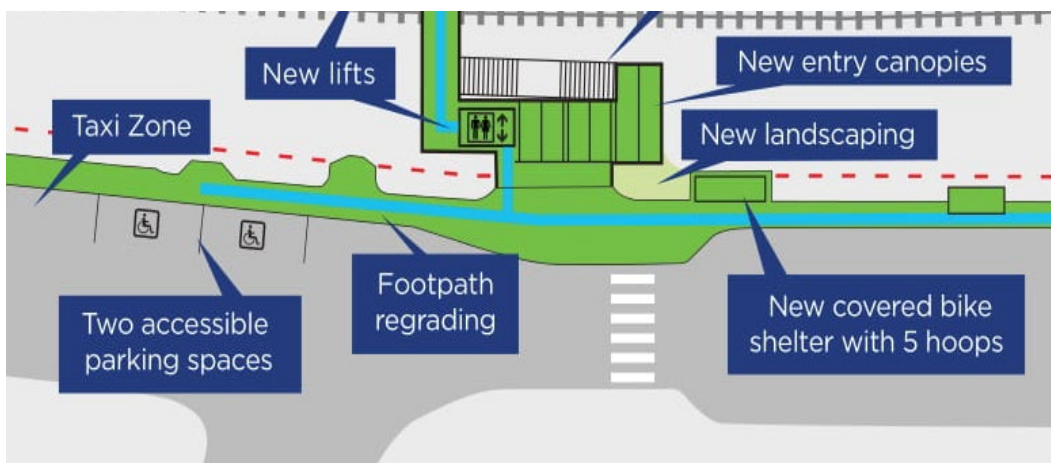 New lifts
New entry canopies
Taxi Zone
New landscaping
Footpath
regrading
Two accessible
parking spaces
New covered bike
shelter with 5 hoops